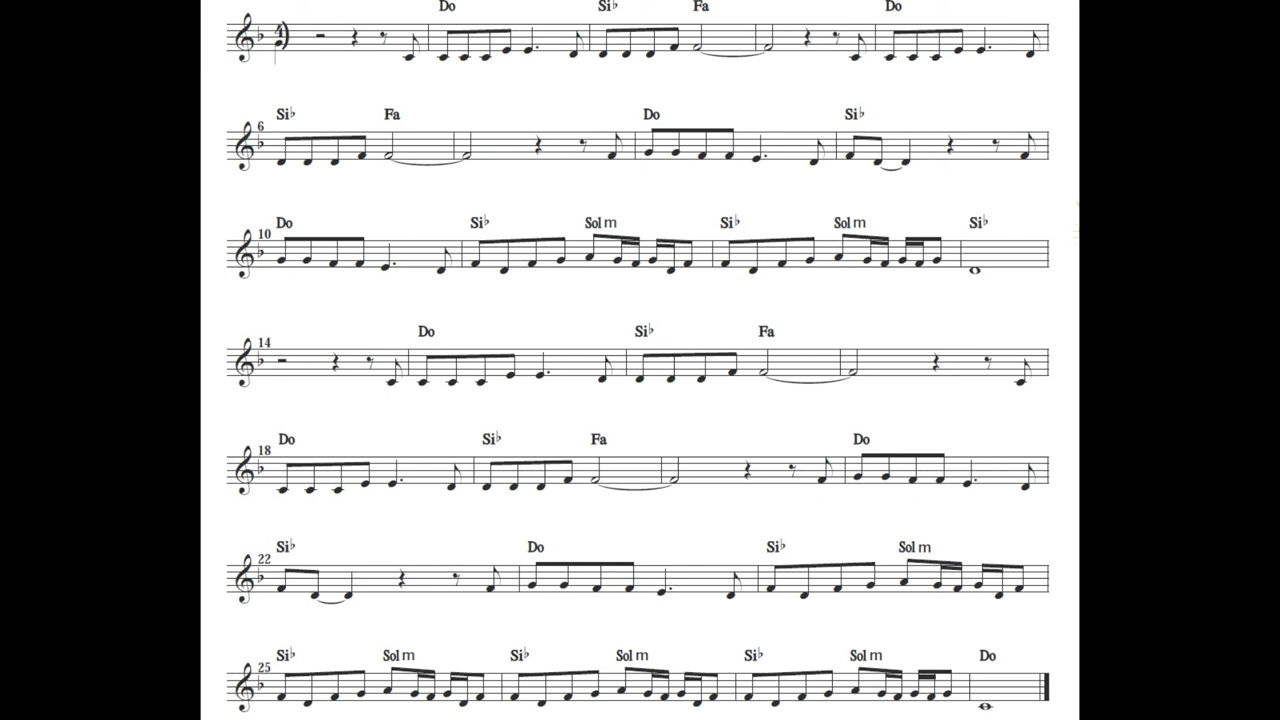 Do Si♭ Fa Do
4
6 Si♭ Fa Do Si♭
10 Do Si♭ Sol m Si♭ Sol m Si♭
14 Do Si♭ Fa
18 Do Si♭ Fa Do
22 Si♭ Do Si♭ Sol m
25 Si♭ Sol m Si♭ Sol m Si♭ Sol m Do